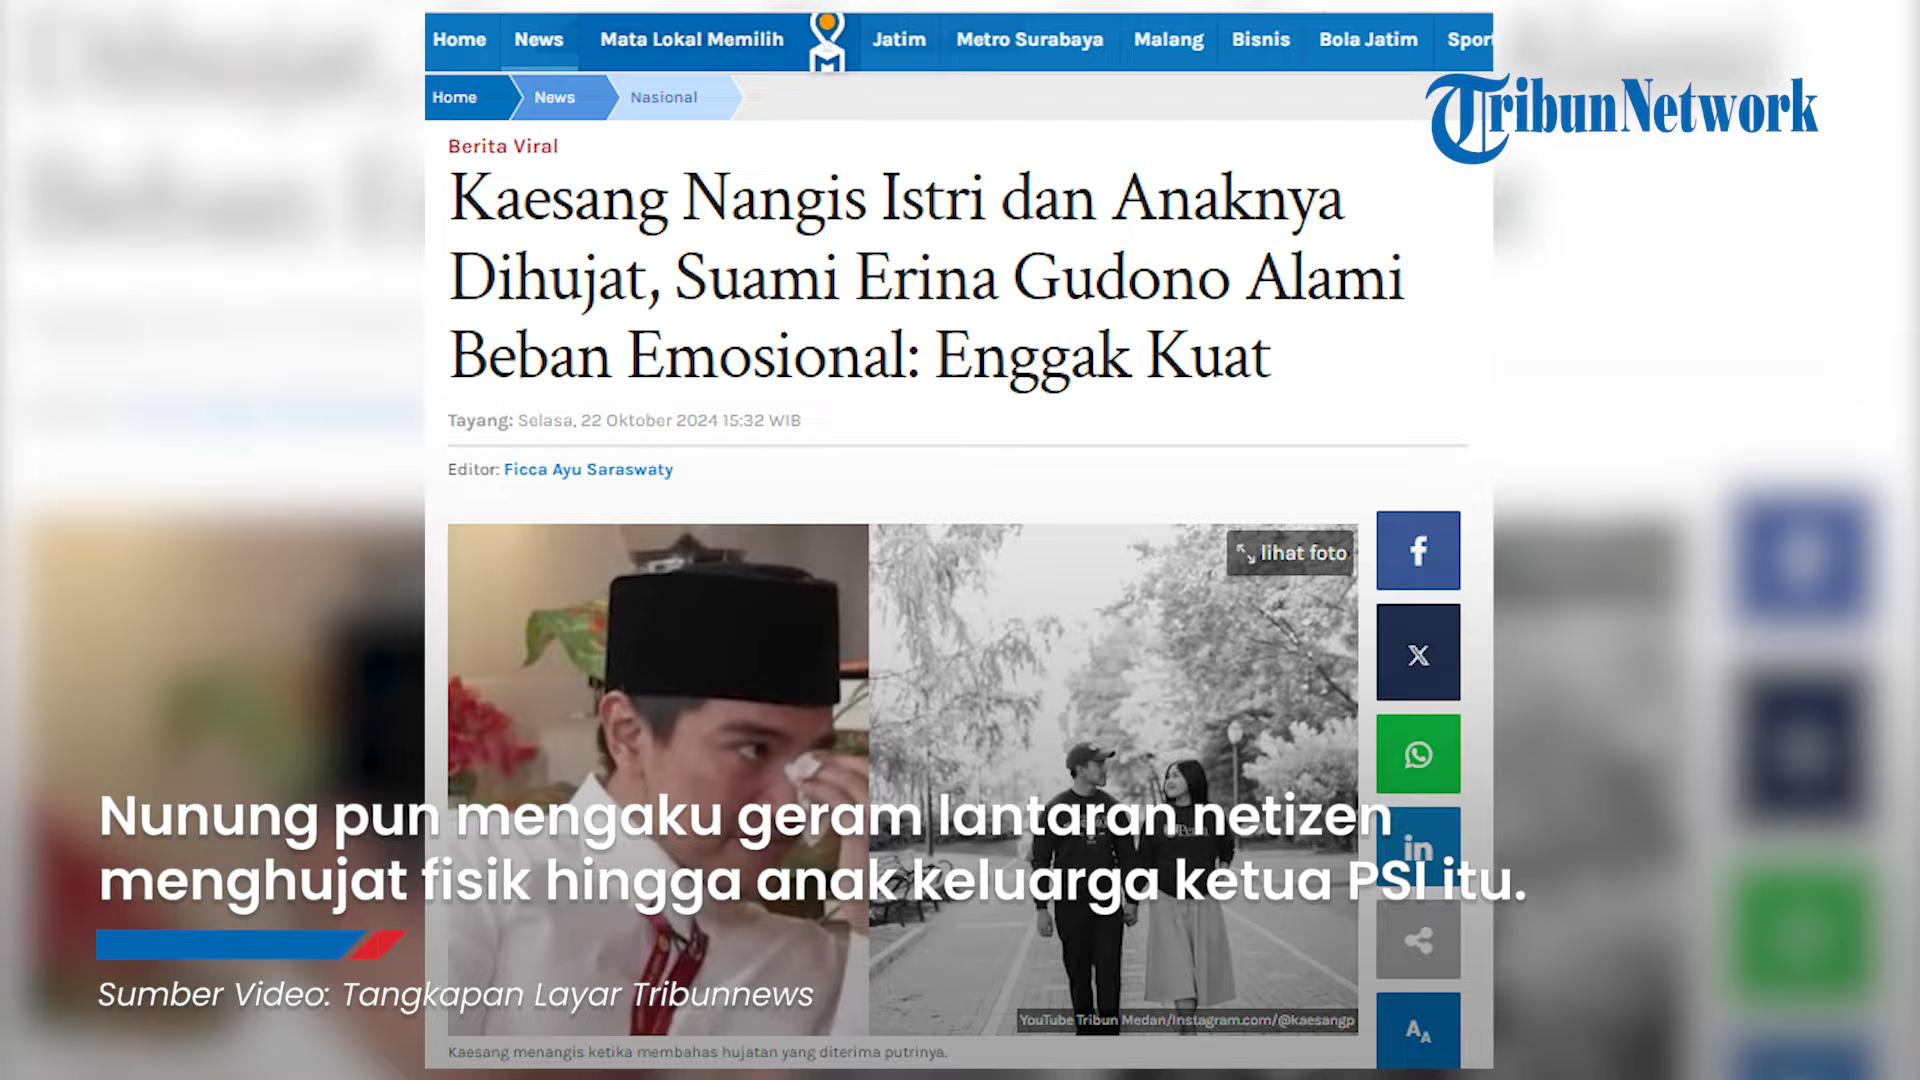 Home News Mata Lokal Memilih Jatim Metro Surabaya Malang Bisnis Bola Jatim Sport
Home News Nasional
TribunNetwork
Berita Viral
Kaesang Nangis Istri dan Anaknya
Dihujat, Suami Erina Gudono Alami
Beban Emosional: Enggak Kuat
Tayang: Selasa, 22 Oktober 2024 15:32 WIB
Editor: Ficca Ayu Saraswaty
lihat foto
Nunung pun mengaku geram lantaran netizen
menghujat fisik hingga anak keluarga ketua PSI itu.
Sumber Video: Tangkapan Layar Tribunnews
YouTube Tribun Medan/Instagram.com/@kaesangp
Kaesang menangis ketika membahas hujatan yang diterima putrinya.